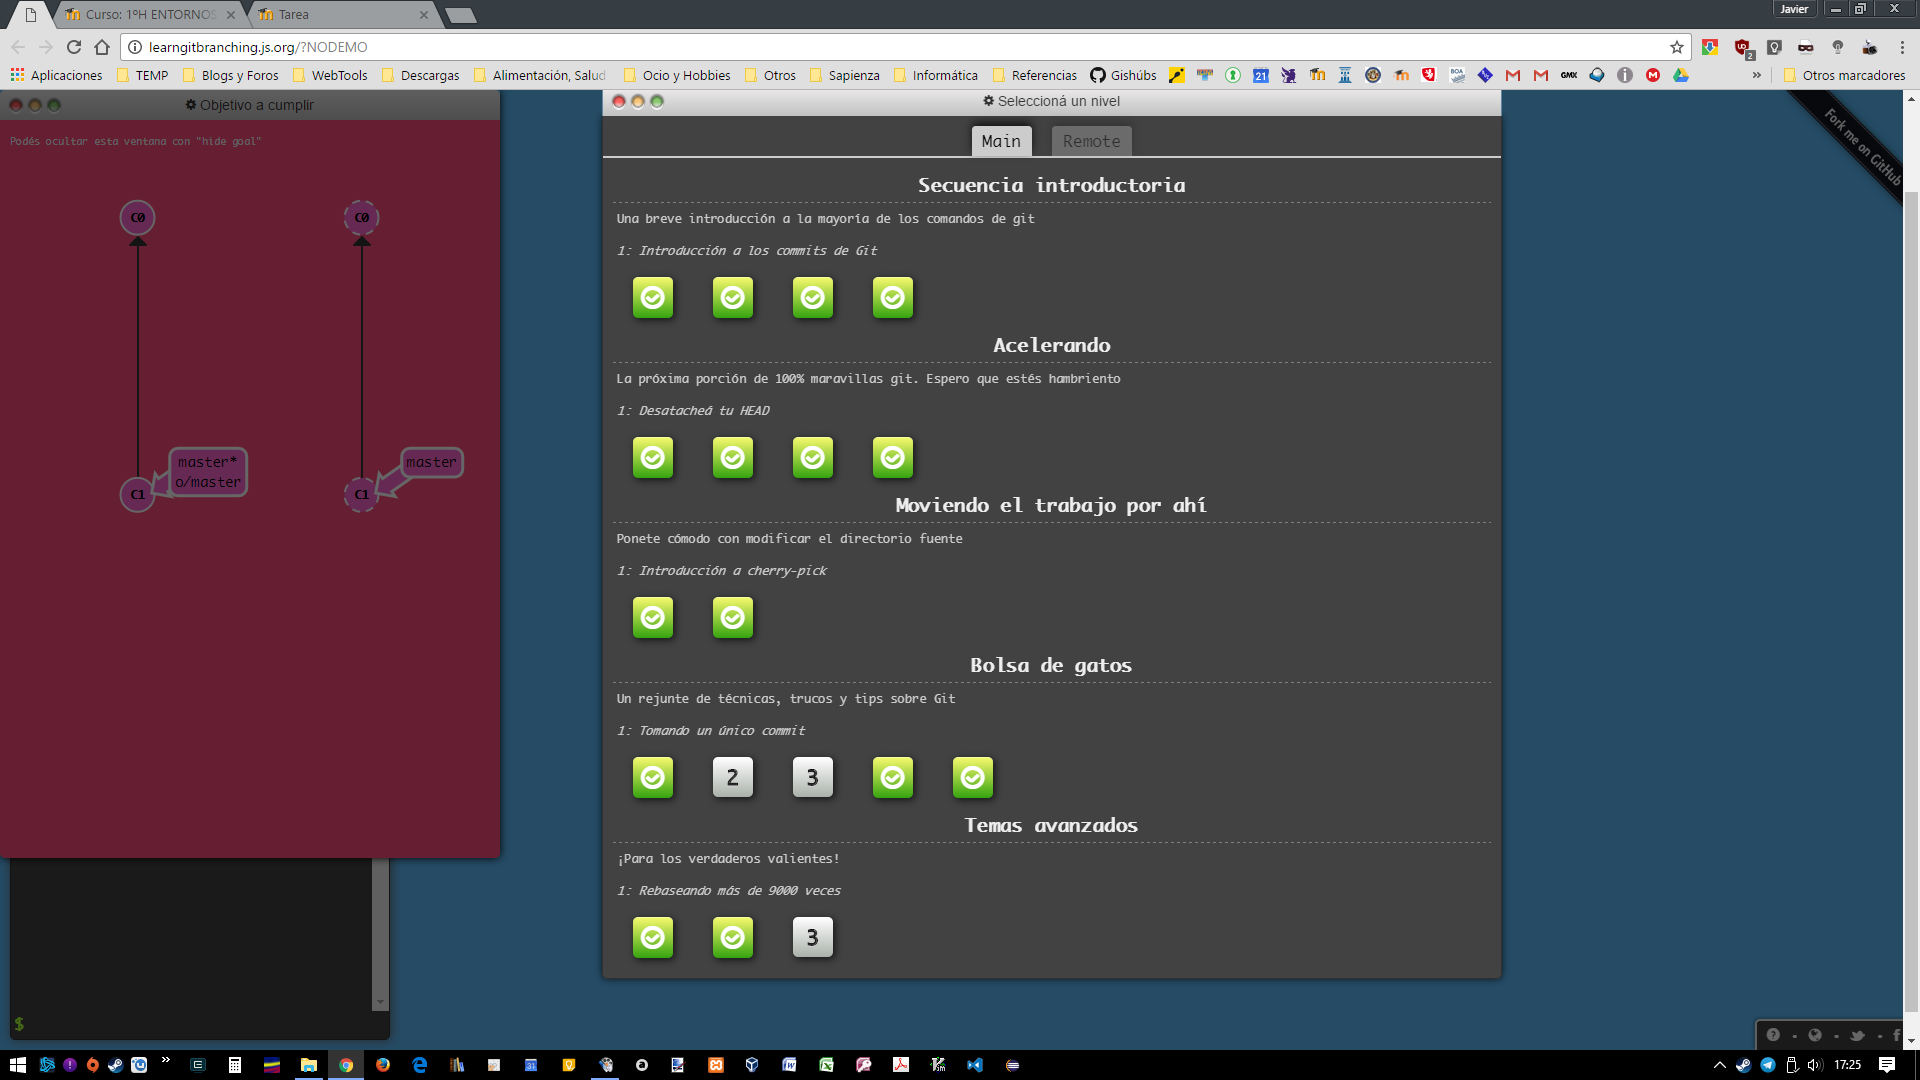 Curso: 1ºH ENTORNOS
Tarea
Javier
learngitbranching.js.org/?NODEMO
2
Aplicaciones
TEMP
Blogs y Foros
WebTools
Descargas
Alimentación, Salud
Ocio y Hobbies
Otros
Sapienza
Informática
Referencias
Gishúbs
21
BOA
GMX
»
Otros marcadores
Objetivo a cumplir
Podés ocultar esta ventana con "hide goal"
C0
C0
master*
o/master
master
C1
C1
$
Seleccioná un nivel
Main
Remote
Fork me on GitHub
Secuencia introductoria
Una breve introducción a la mayoría de los comandos de git
1: Introducción a los commits de Git
Acelerando
La próxima porción de 100% maravillas git. Espero que estés hambriento
1: Desatacheá tu HEAD
Moviendo el trabajo por ahí
Ponete cómodo con modificar el directorio fuente
1: Introducción a cherry-pick
Bolsa de gatos
Un rejunte de técnicas, trucos y tips sobre Git
1: Tomando un único commit
2
3
Temas avanzados
¡Para los verdaderos valientes!
1: Rebaseando más de 9000 veces
3
17:25